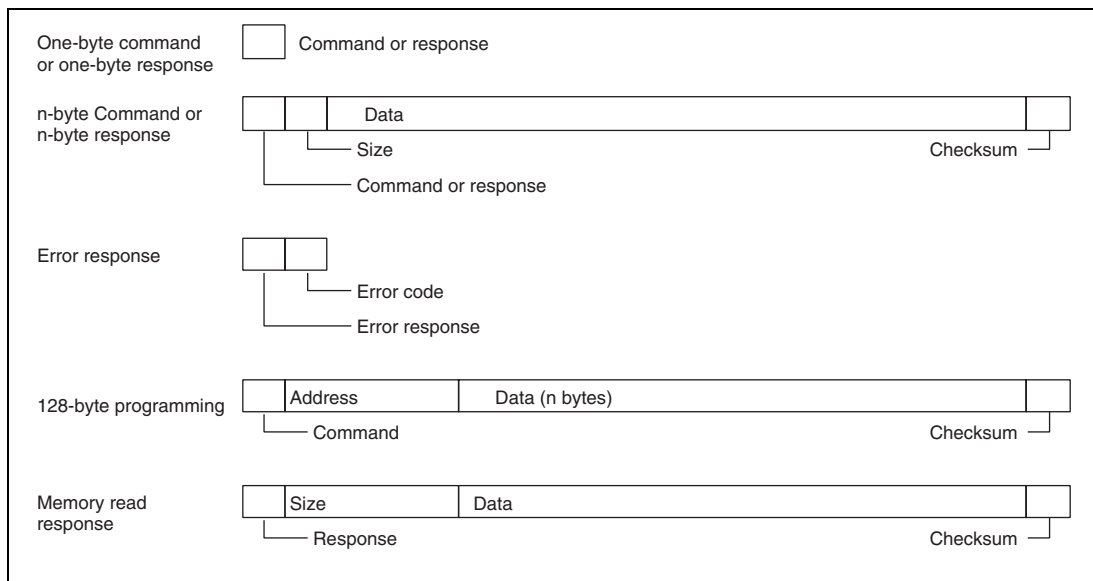 One-byte command
or one-byte response
Command or response
n-byte Command or
n-byte response
Data
Size
Checksum
Command or response
Error response
Error code
Error response
128-byte programming
Address
Data (n bytes)
Command
Checksum
Memory read
response
Size
Data
Response
Checksum